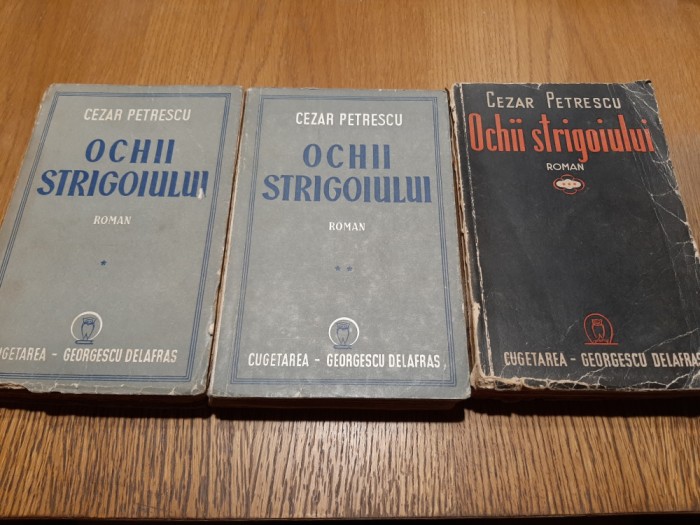 CEZAR PETRESCU
OCHII
STRIGOIULUI
ROMAN
*
CUGETAREA - GEORGESCU DELAFRAS
CEZAR PETRESCU
OCHII
STRIGOIULUI
ROMAN
**
CUGETAREA - GEORGESCU DELAFRAS
CEZAR PETRESCU
Ochii strigoiului
ROMAN
***
CUGETAREA - GEORGESCU DELAFRAS